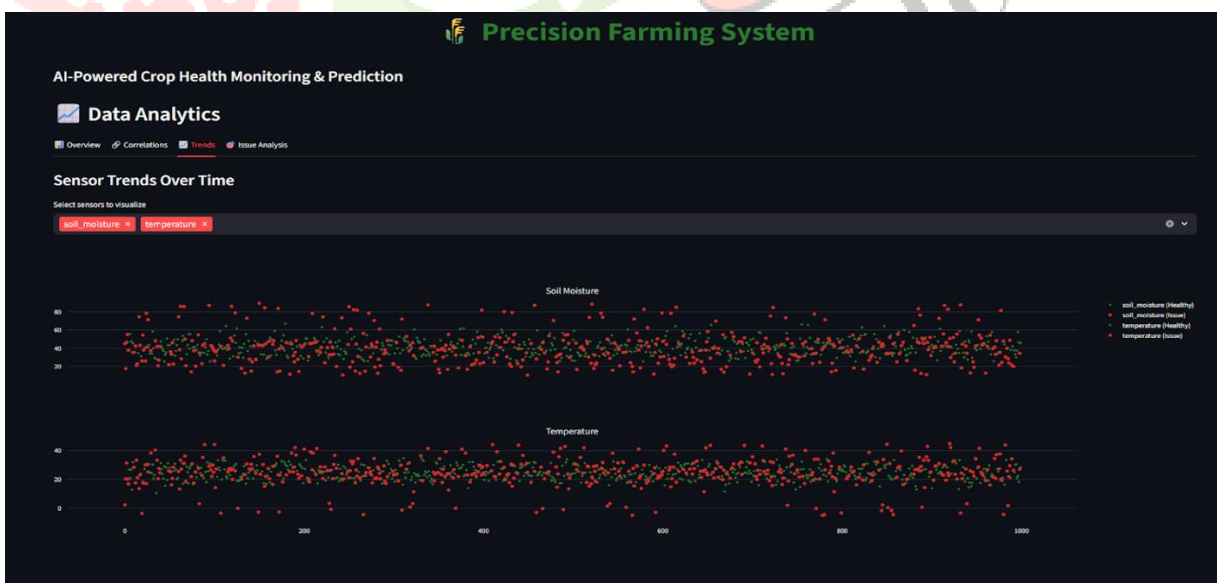 Precision Farming System
AI-Powered Crop Health Monitoring & Prediction
Data Analytics
Overview Correlations Trends Issue Analysis
Sensor Trends Over Time
Select sensors to visualize
soil_moisture × temperature ×
Soil Moisture
80
60
40
20
soil_moisture (Healthy)
soil_moisture (Issue)
temperature (Healthy)
temperature (Issue)
Temperature
40
20
0
0 200 400 600 800 1000